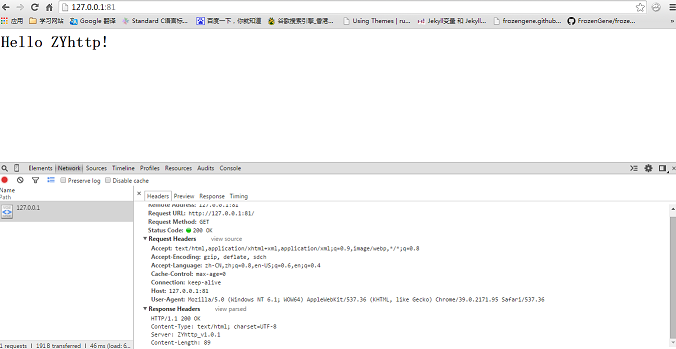 127.0.0.1:81
应用 学习网站 Google 翻译 Standard C语言标... 百度一下，你就知道 谷歌搜索引擎_香港... Using Themes | ru... Jekyll变量 和 Jekyll... frozengene.github... FrozenGene/froze... »
Hello ZYhttp!
Elements Network Sources Timeline Profiles Resources Audits Console
Preserve log Disable cache
Name
Path
127.0.0.1
× Headers Preview Response Timing
Remote Address: 127.0.0.1:81
Request URL: http://127.0.0.1:81/
Request Method: GET
Status Code: 200 OK
Request Headers view source
Accept: text/html,application/xhtml+xml,application/xml;q=0.9,image/webp,*/*;q=0.8
Accept-Encoding: gzip, deflate, sdch
Accept-Language: zh-CN,zh;q=0.8,en-US;q=0.6,en;q=0.4
Cache-Control: max-age=0
Connection: keep-alive
Host: 127.0.0.1:81
User-Agent: Mozilla/5.0 (Windows NT 6.1; WOW64) AppleWebKit/537.36 (KHTML, like Gecko) Chrome/39.0.2171.95 Safari/537.36
Response Headers view parsed
HTTP/1.1 200 OK
Content-Type: text/html; charset=UTF-8
Server: ZYhttp_v1.0.1
Content-Length: 89
1 requests | 191 B transferred | 46 ms (load: 6...